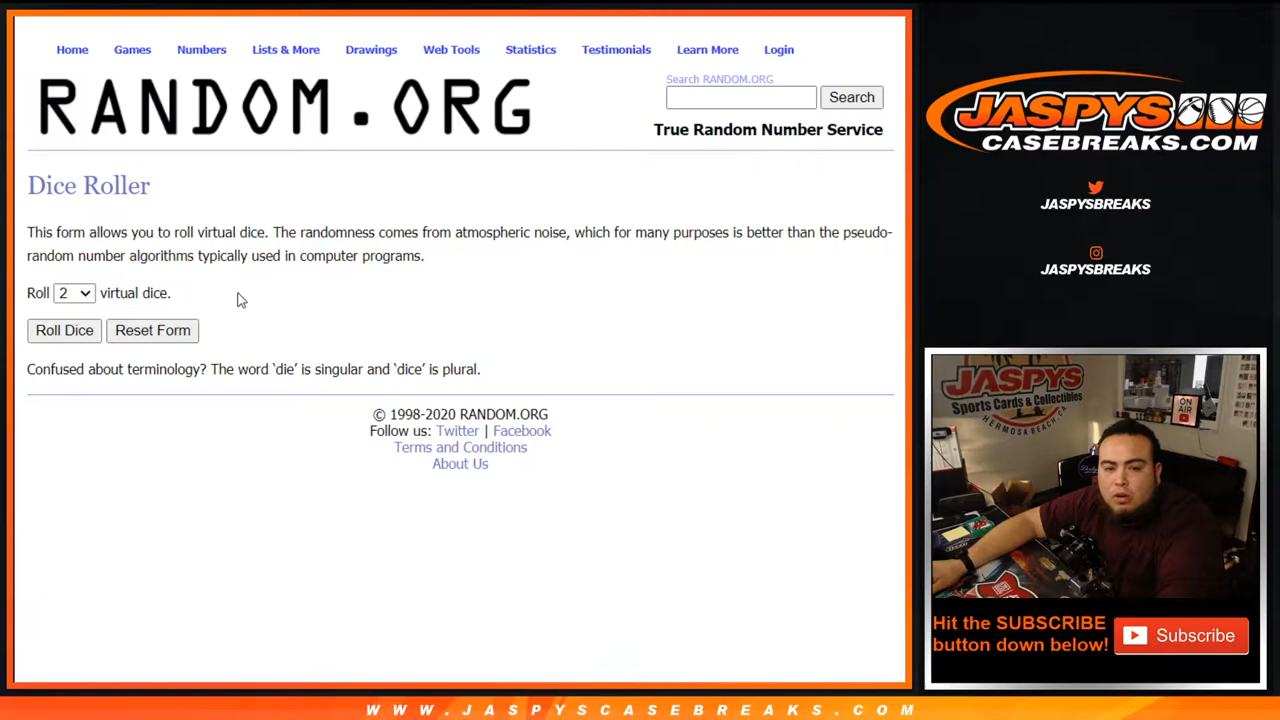 Home Games Numbers Lists & More Drawings Web Tools Statistics Testimonials Learn More Login
RANDOM.ORG
Search RANDOM.ORG
Search
True Random Number Service
Dice Roller
This form allows you to roll virtual dice. The randomness comes from atmospheric noise, which for many purposes is better than the pseudo-
random number algorithms typically used in computer programs.
Roll 2 virtual dice.
Roll Dice Reset Form
Confused about terminology? The word ‘die’ is singular and ‘dice’ is plural.
© 1998-2020 RANDOM.ORG
Follow us: Twitter | Facebook
Terms and Conditions
About Us
JASPYS
CASEBREAKS.COM
JASPYSBREAKS
JASPYSBREAKS
JASPYS
Sports Cards & Collectibles
HERMOSA BEACH, CA
ON
AIR
Hit the SUBSCRIBE
button down below!
Subscribe
WWW.JASPYSCASEBREAKS.COM